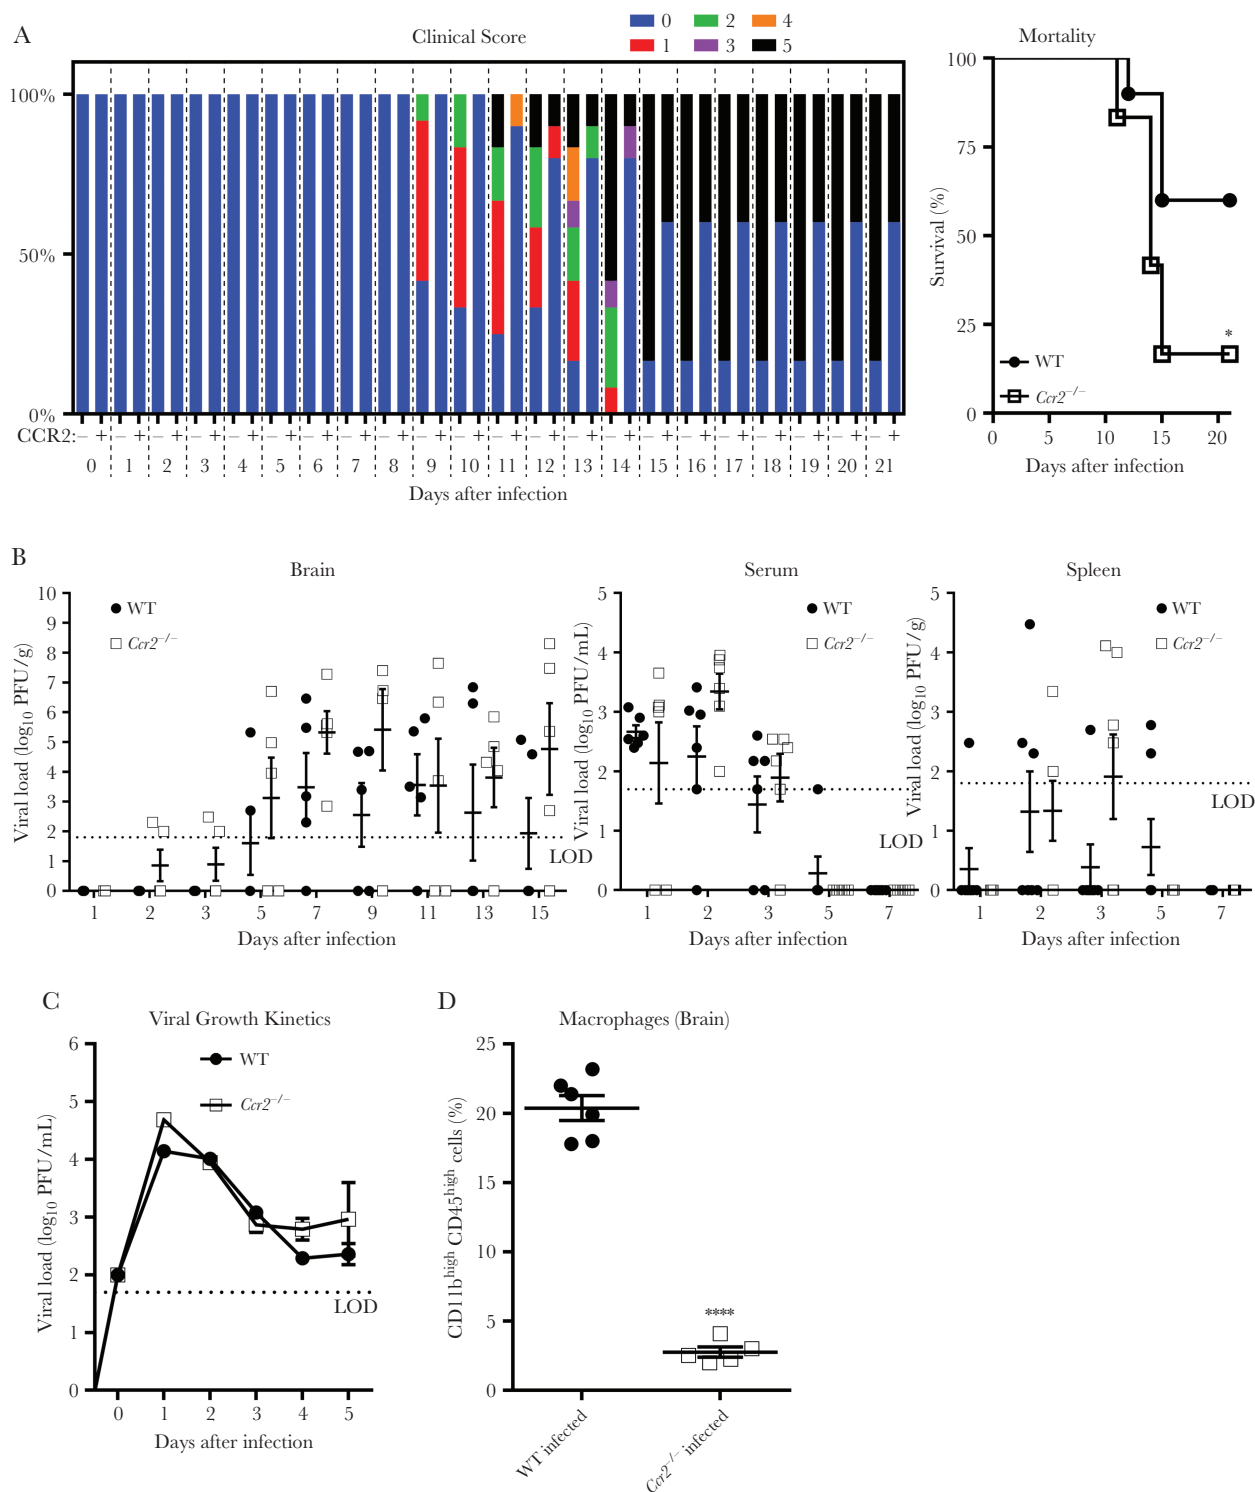 A
Clinical Score
0 2 4
1 3 5
100%
50%
0%
CCR2: – + – + – + – + – + – + – + – + – + – + – + – + – + – + – + – + – + – + – + – + – + – +
0 1 2 3 4 5 6 7 8 9 10 11 12 13 14 15 16 17 18 19 20 21
Days after infection
Mortality
Survival (%)
100
75
50
25
0
*
WT
Ccr2⁻/⁻
0 5 10 15 20
Days after infection
B
Brain
Viral load (log₁₀ PFU/g)
10
9
8
7
6
5
4
3
2
1
0
WT
Ccr2⁻/⁻
LOD
1 2 3 5 7 9 11 13 15
Days after infection
Serum
Viral load (log₁₀ PFU/mL)
5
4
3
2
1
0
WT
Ccr2⁻/⁻
LOD
1 2 3 5 7
Days after infection
Spleen
Viral load (log₁₀ PFU/g)
5
4
3
2
1
0
WT
Ccr2⁻/⁻
LOD
1 2 3 5 7
Days after infection
C
Viral Growth Kinetics
Viral load (log₁₀ PFU/mL)
6
5
4
3
2
1
0
WT
Ccr2⁻/⁻
LOD
0 1 2 3 4 5
Days after infection
D
Macrophages (Brain)
CD11b^high CD45^high cells (%)
25
20
15
10
5
0
****
WT infected
Ccr2⁻/⁻ infected